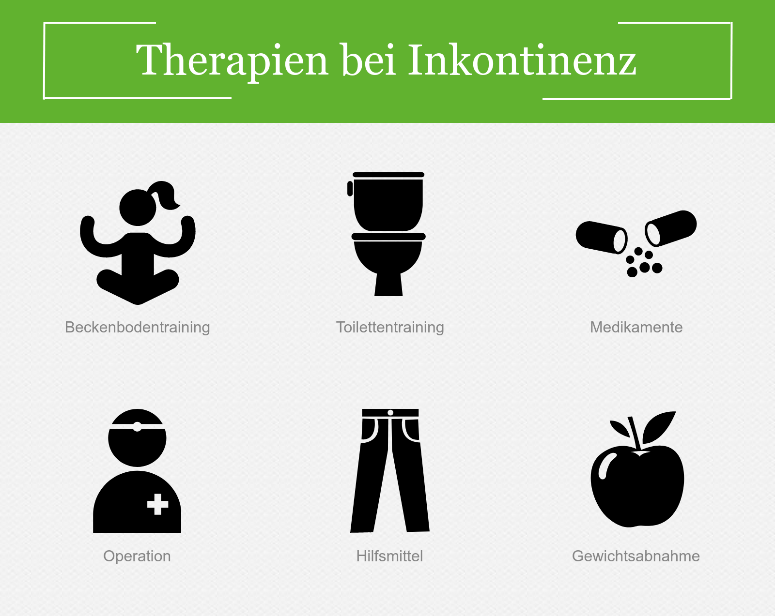 Therapien bei Inkontinenz
Beckenbodentraining
Toilettentraining
Medikamente
Operation
Hilfsmittel
Gewichtsabnahme